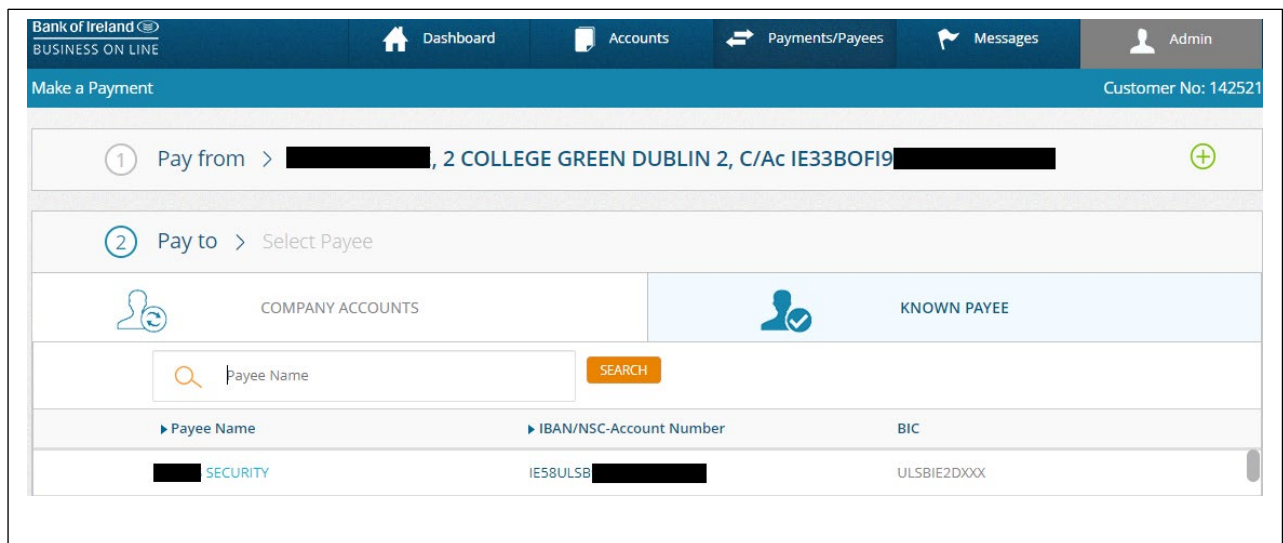 Bank of Ireland
BUSINESS ON LINE
Dashboard
Accounts
Payments/Payees
Messages
Admin
Make a Payment
Customer No: 142521
1 Pay from > , 2 COLLEGE GREEN DUBLIN 2, C/Ac IE33BOFI9
2 Pay to > Select Payee
COMPANY ACCOUNTS
KNOWN PAYEE
Payee Name
SEARCH
Payee Name
IBAN/NSC-Account Number
BIC
SECURITY
IE58ULSB
ULSBIE2DXXX